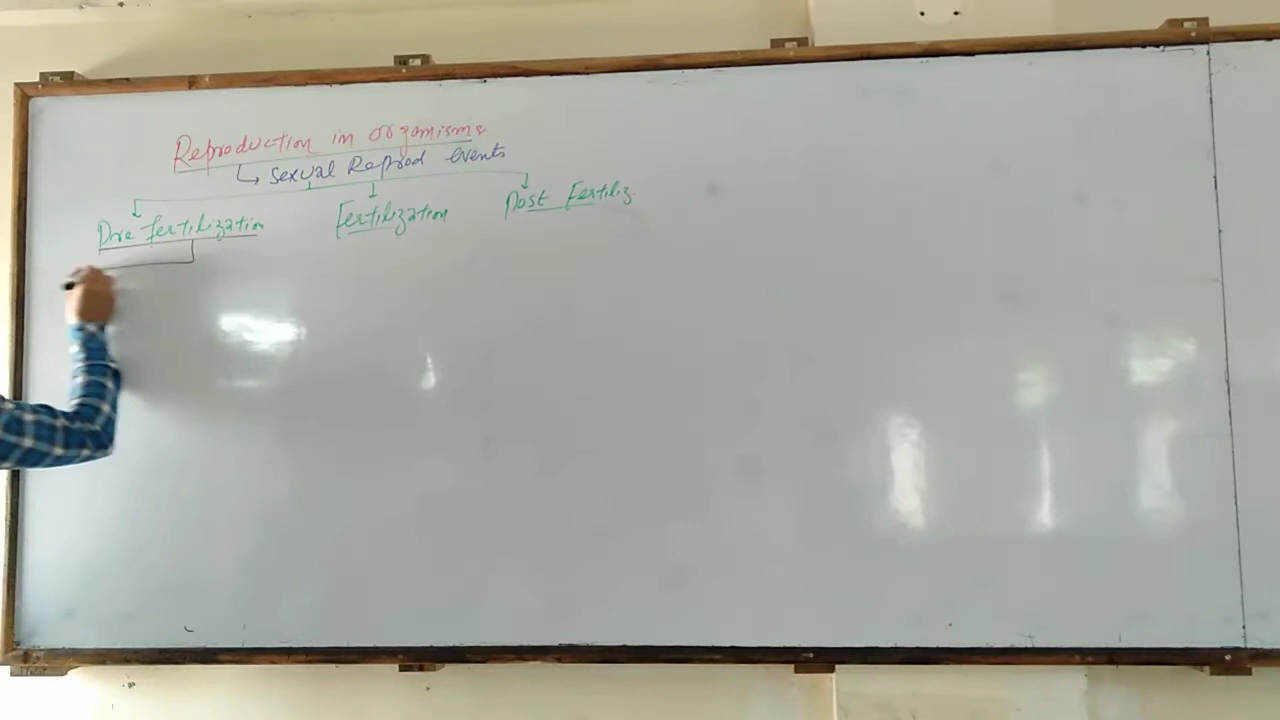 Reproduction in organisms
↳ Sexual Reprod events
Pre fertilization Fertilization Post Fertiliz.